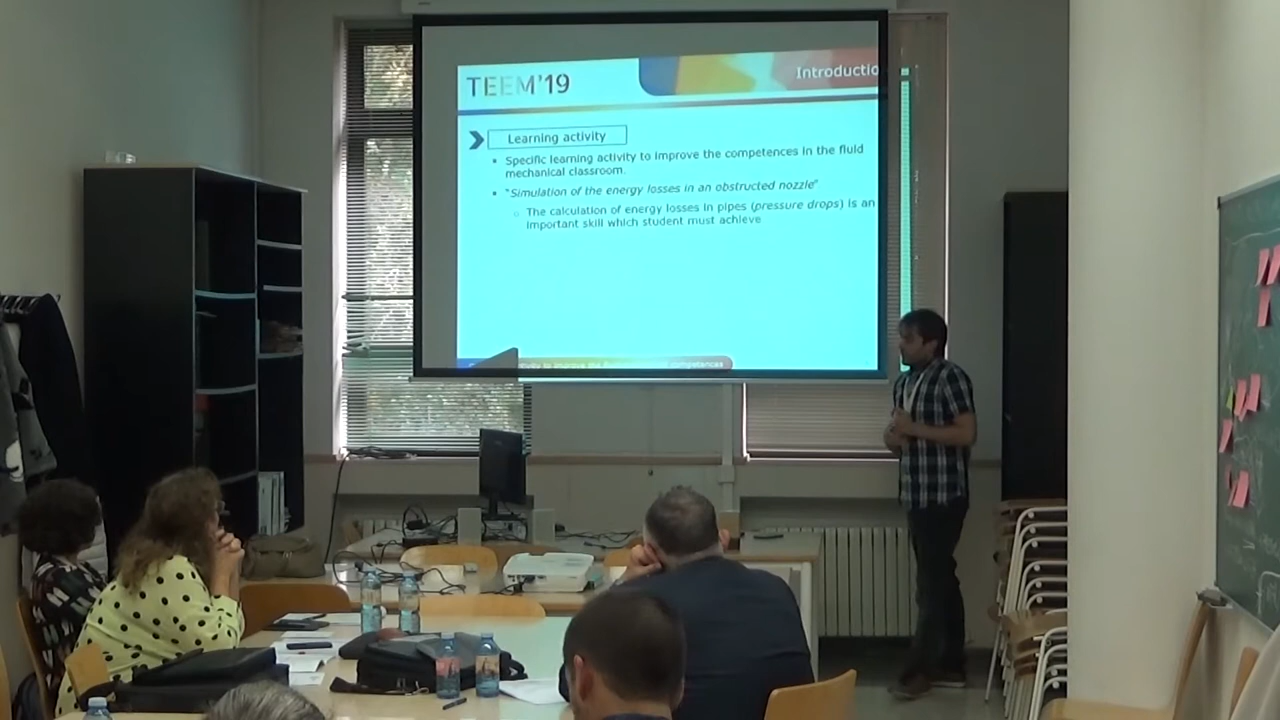 TEEM'19
Introductio
Learning activity
Specific learning activity to improve the competences in the fluid
mechanical classroom.
"Simulation of the energy losses in an obstructed nozzle"
The calculation of energy losses in pipes (pressure drops) is an
important skill which student must achieve
competences